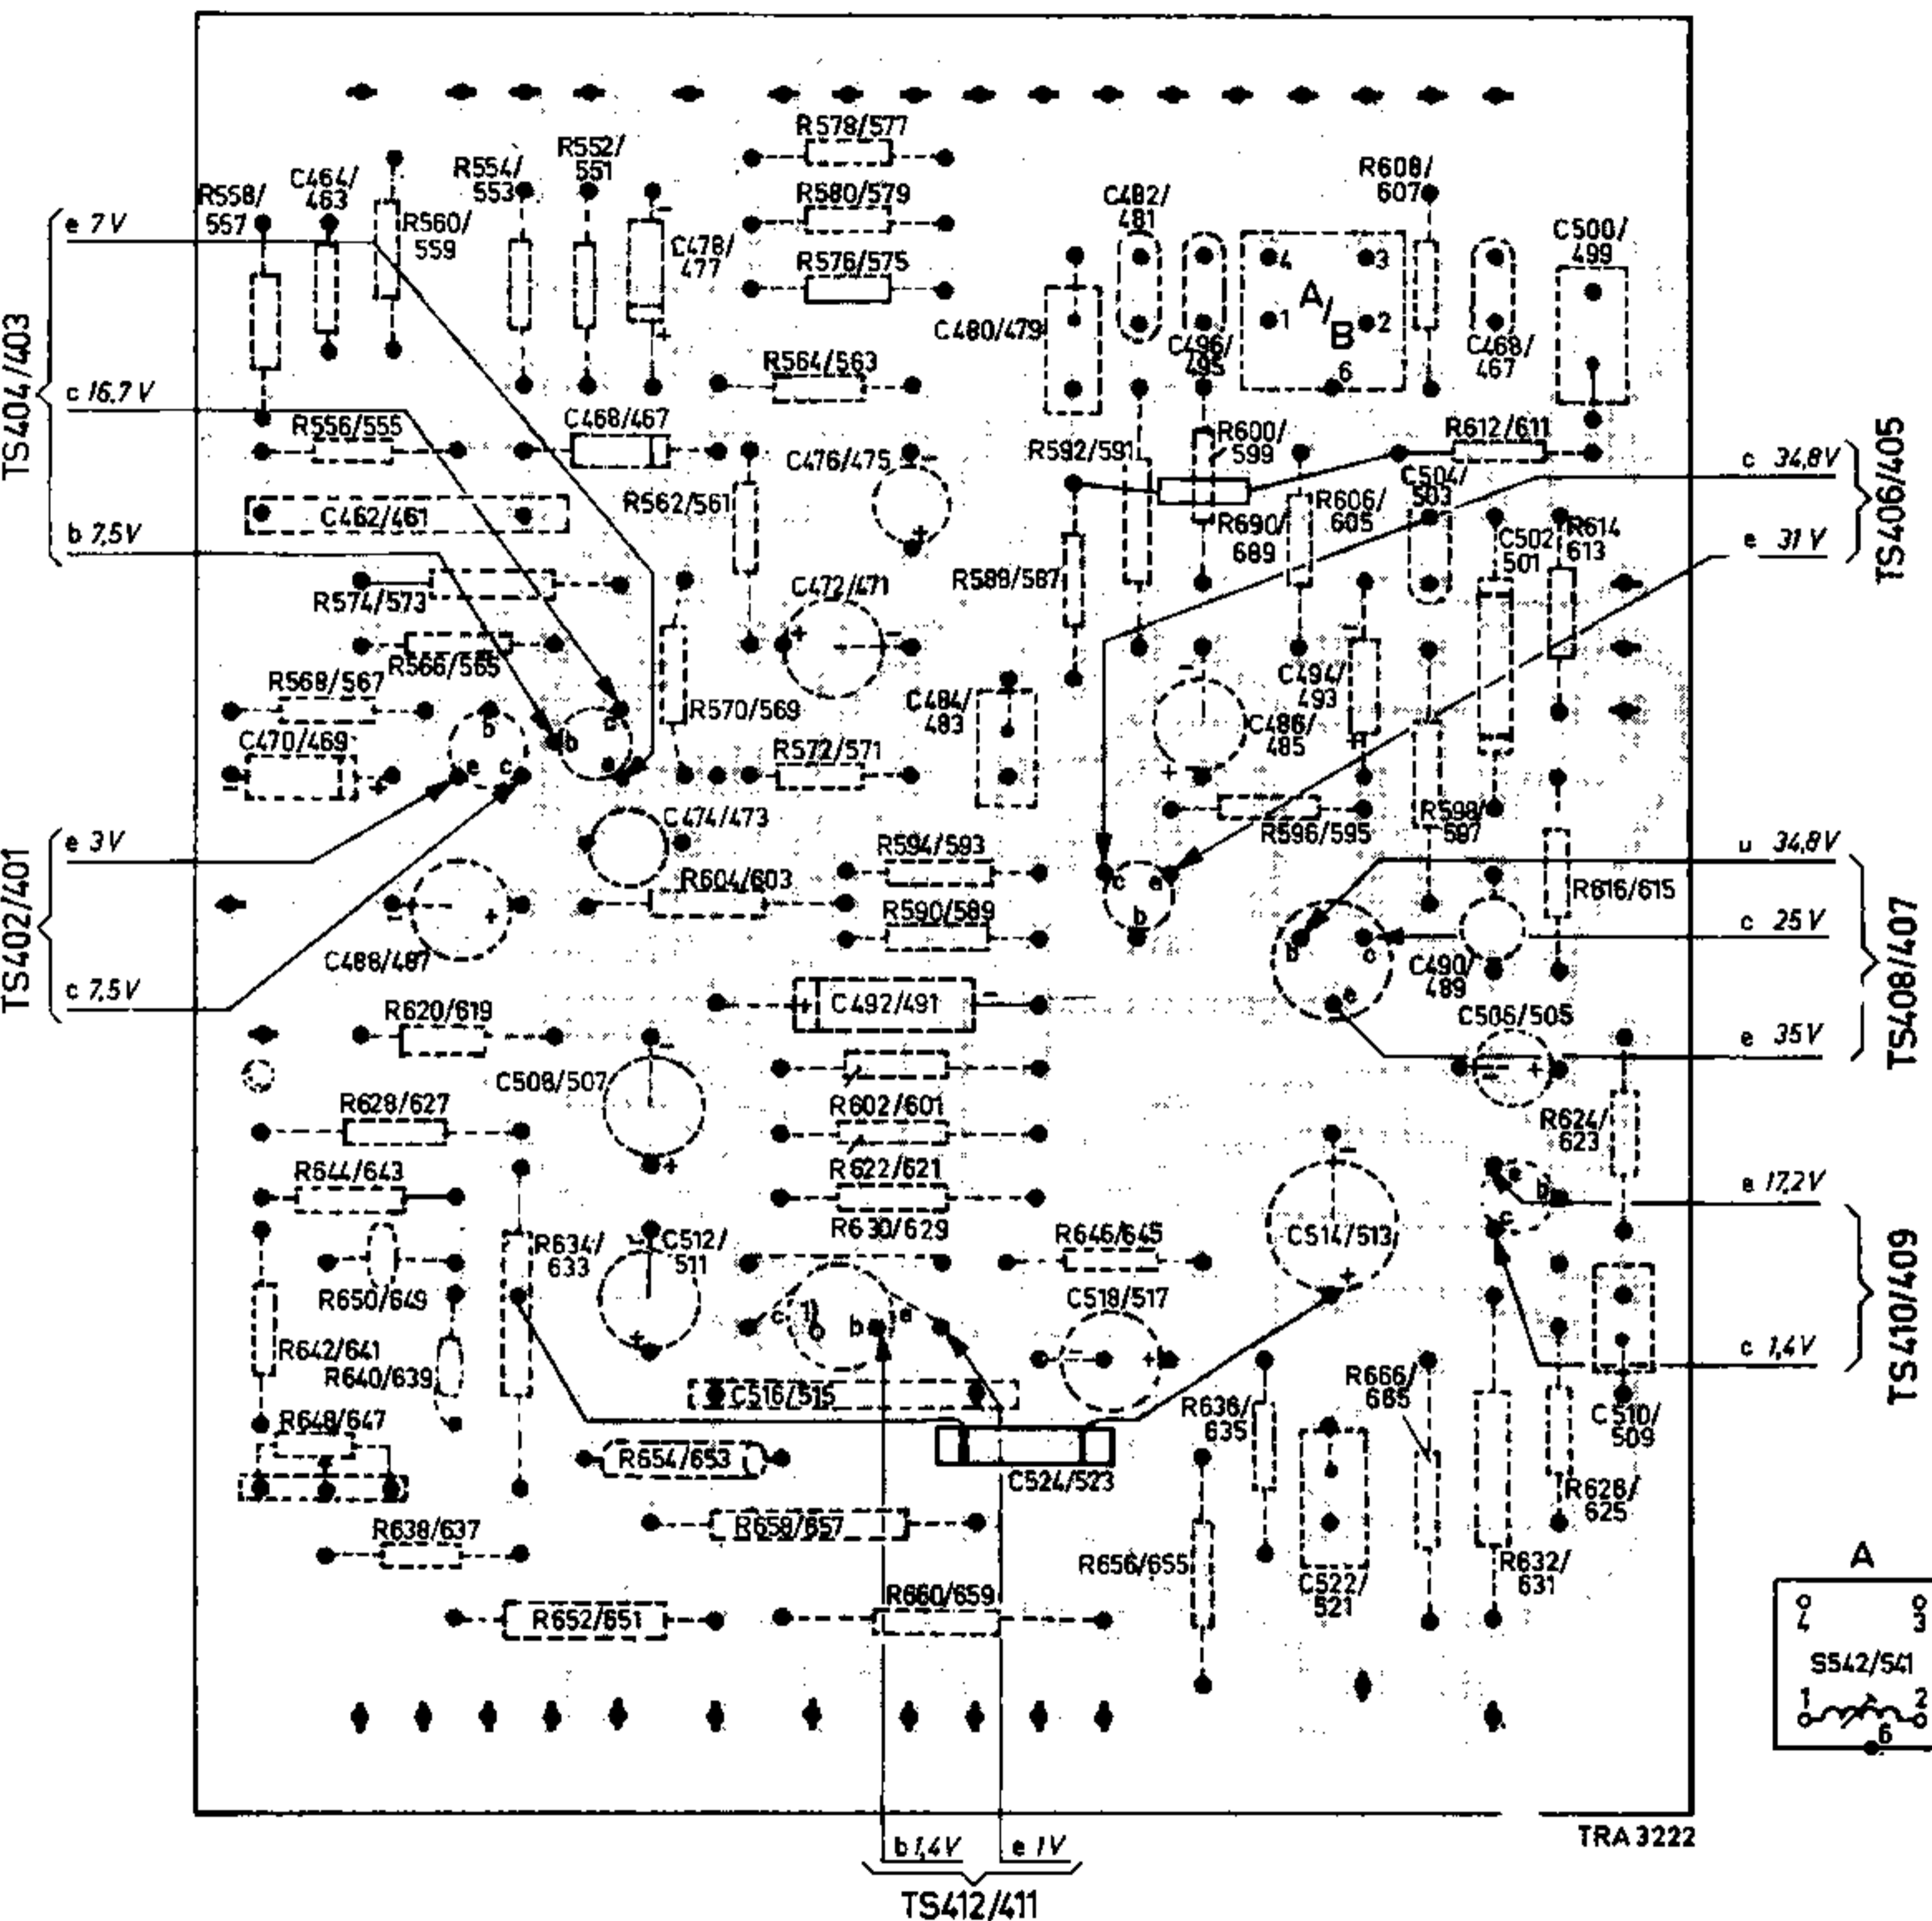 R578/577
R552/
551
R554/
553
R608/
607
C464/
463
R558/
557
R580/579
C482/
481
e 7V
R560/
559
C478/
477
C500/
499
R576/575
4
3
A/
B
1
2
6
C480/479
C496/
495
C468/
467
TS404/403
R564/563
c 16,7V
C468/467
R556/555
R600/
599
R612/611
R592/591
C476/475
c 34,8V
TS406/405
R562/561
C504/
503
R606/
605
C462/461
R690/
689
C502
501
R614
613
b 7,5V
e 31V
R574/573
R588/587
C472/471
R566/565
R568/567
C494/
493
C484/
483
R570/569
C486/
485
C470/469
b
e c
b c
e
R572/571
C474/473
R598/
597
R596/595
e 3V
R594/593
34,8V
TS402/401
R604/603
c e
b
R616/615
R590/589
c 25V
TS408/407
C488/487
b c
e
C490/
489
c 7,5V
C492/491
R620/619
C506/505
e 35V
C508/507
R628/627
R602/601
R624/
623
R644/643
R622/621
e
b
c
e 17,2V
R630/629
R634/
633
C512/
511
R646/645
C514/513
TS410/409
R650/649
C518/517
c 1)
b e
R642/641
R640/639
c 1,4V
C516/515
R636/
635
R666/
665
R648/647
C510/
509
R654/653
C524/523
R628/
625
R658/657
R638/637
R656/655
R632/
631
C522/
521
A
R660/659
R652/651
4 3
S542/541
1 2
6
TRA 3222
b 1,4V
e 1V
TS412/411